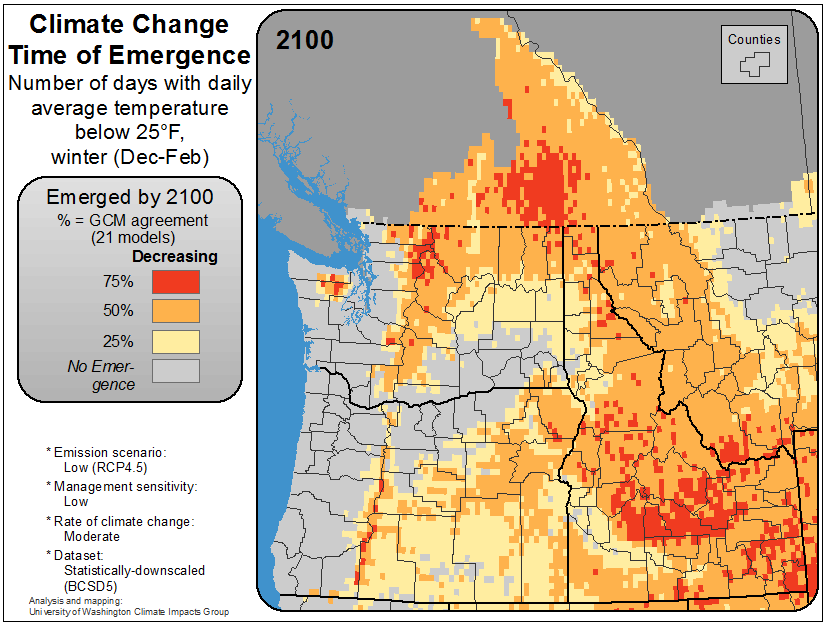 Climate Change
Time of Emergence
Number of days with daily
average temperature
below 25°F,
winter (Dec-Feb)
Emerged by 2100
% = GCM agreement
(21 models)
Decreasing
75%
50%
25%
No Emer-
gence
* Emission scenario:
Low (RCP4.5)
* Management sensitivity:
Low
* Rate of climate change:
Moderate
* Dataset:
Statistically-downscaled
(BCSD5)
Analysis and mapping:
University of Washington Climate Impacts Group
2100
Counties